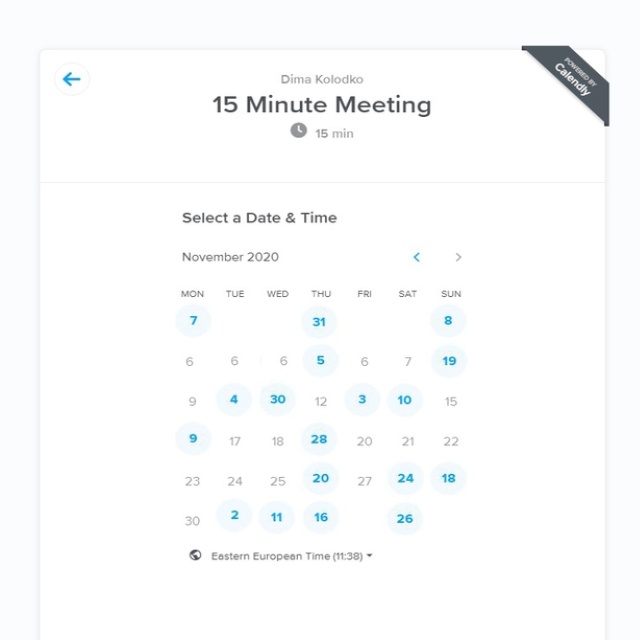 POWERED BY
Calendly
Dima Kolodko
15 Minute Meeting
15 min
Select a Date & Time
November 2020
MON TUE WED THU FRI SAT SUN
7 31 8
6 6 6 5 6 7 19
9 4 30 12 3 10 15
9 17 18 28 20 21 22
23 24 25 20 27 24 18
30 2 11 16 26
Eastern European Time (11:38)